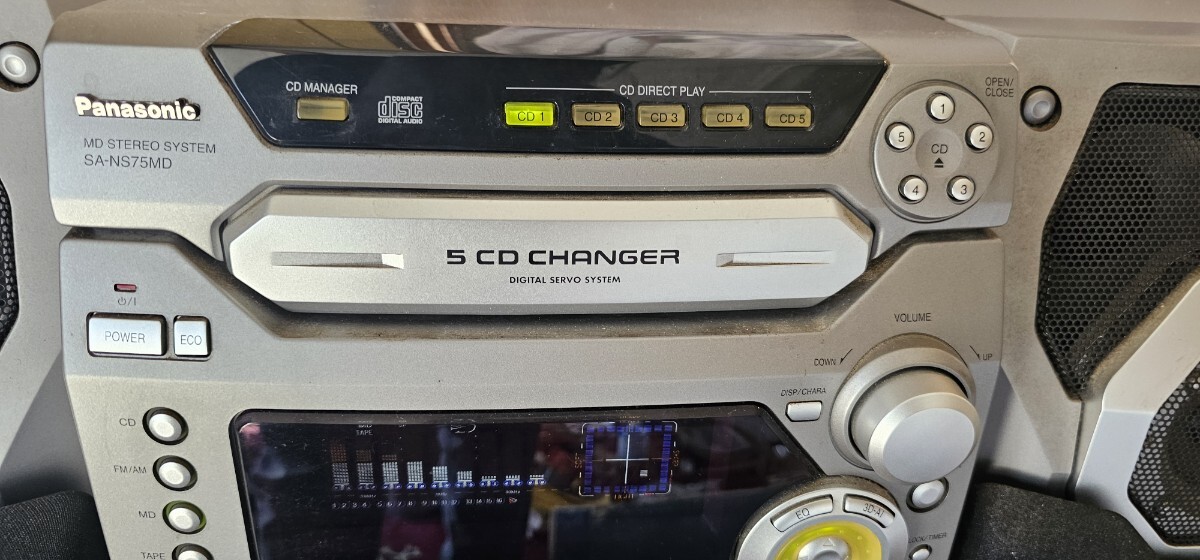 OPEN/
CLOSE
CD MANAGER
COMPACT
disc
DIGITAL AUDIO
CD DIRECT PLAY
CD 1
CD 2
CD 3
CD 4
CD 5
Panasonic
MD STEREO SYSTEM
SA-NS75MD
1
2
3
4
5
CD
5 CD CHANGER
DIGITAL SERVO SYSTEM
POWER
ECO
VOLUME
DOWN
UP
DISP/CHARA
CD
FM/AM
MD
TAPE
TAPE
EQ
3D-AI